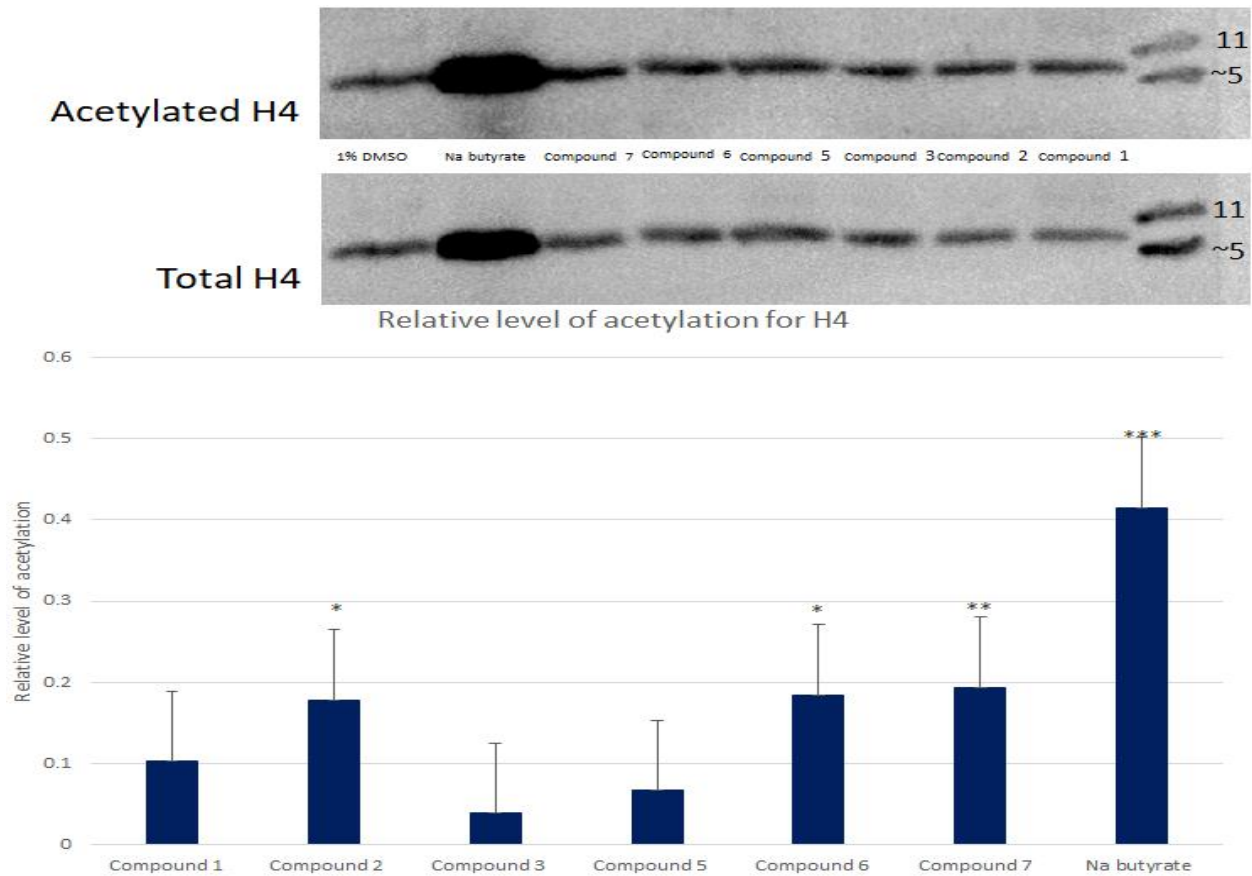 11
~5
Acetylated H4
1% DMSO Na butyrate Compound 7 Compound 6 Compound 5 Compound 3 Compound 2 Compound 1
11
~5
Total H4
Relative level of acetylation for H4
0.6
0.5
0.4
0.3
0.2
0.1
0
Relative level of acetylation
*
*
**
***
Compound 1 Compound 2 Compound 3 Compound 5 Compound 6 Compound 7 Na butyrate